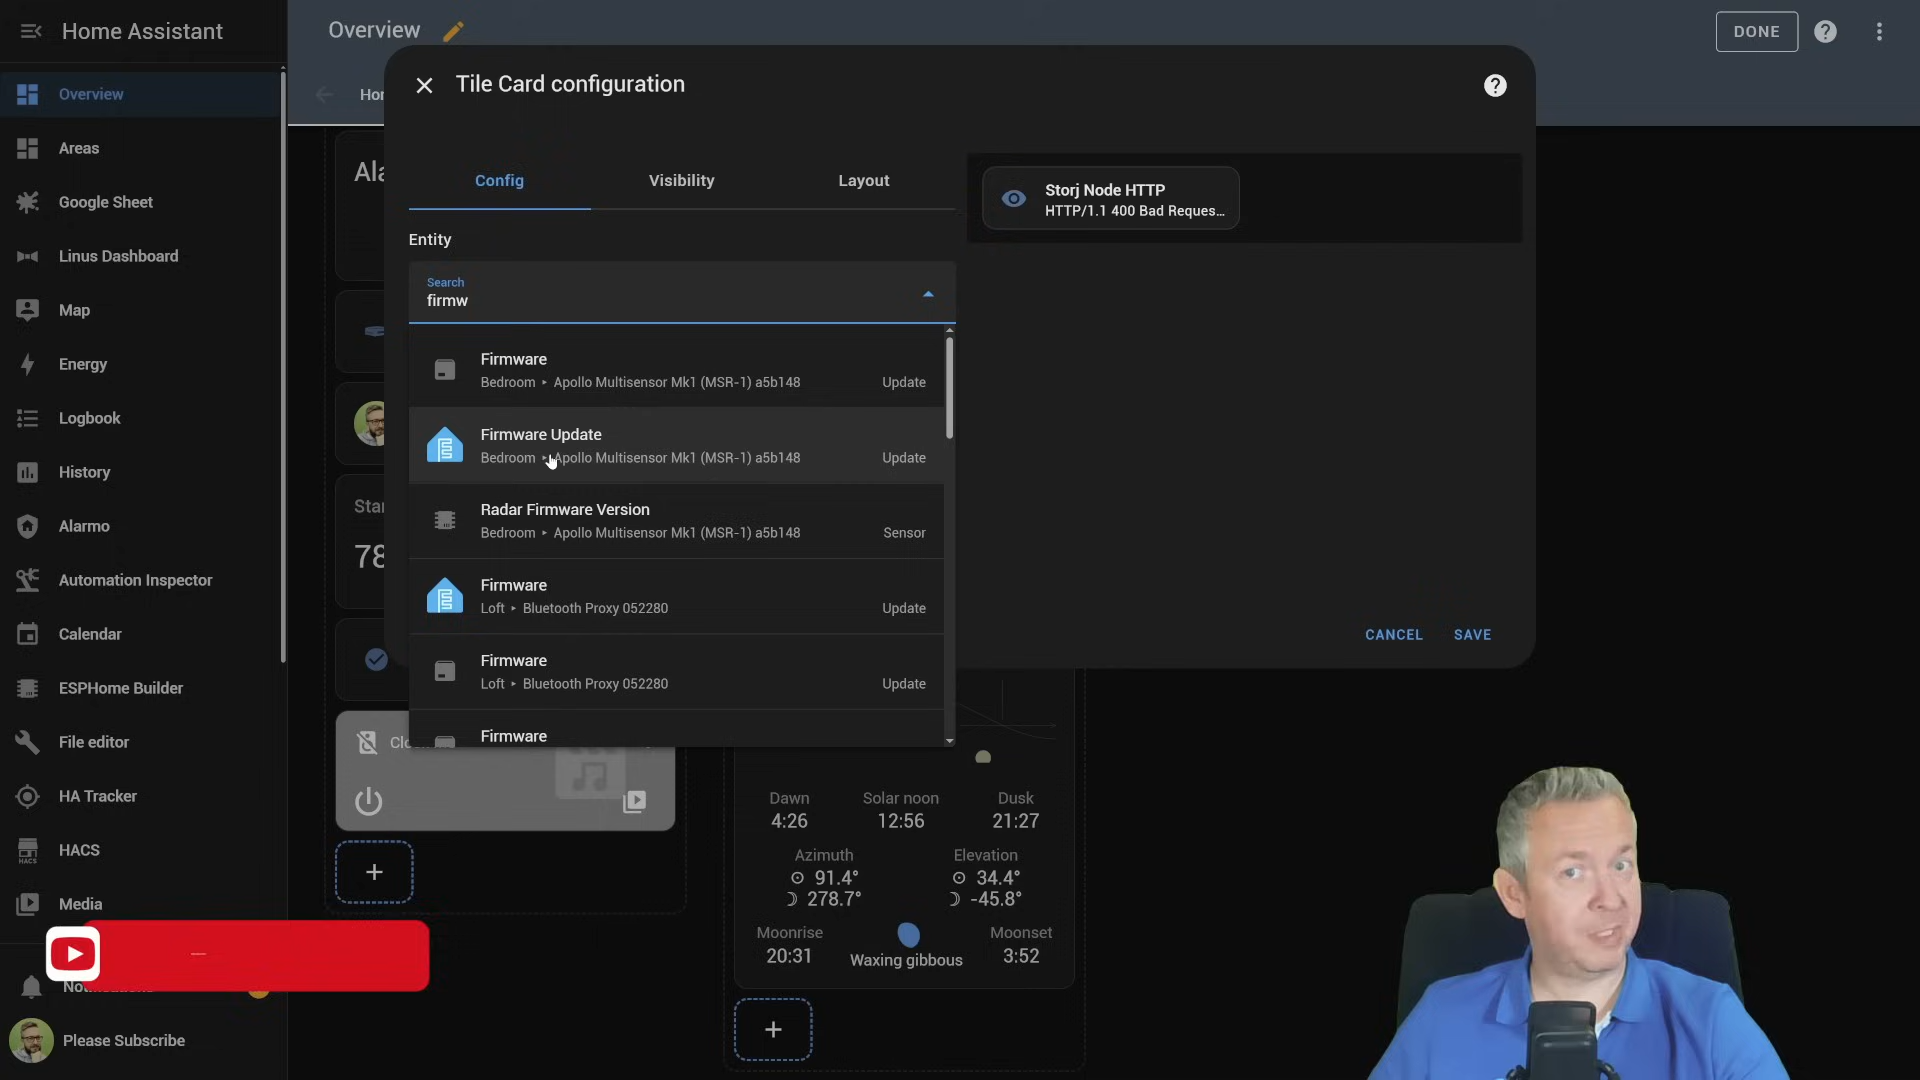 Home Assistant
Overview
Areas
Google Sheet
Linus Dashboard
Map
Energy
Logbook
History
Alarmo
Automation Inspector
Calendar
ESPHome Builder
File editor
HA Tracker
HACS
HACS
Media
Please Subscribe
Overview
DONE
Tile Card configuration
Config
Visibility
Layout
Entity
Search
firmw
Firmware
Bedroom ▸ Apollo Multisensor Mk1 (MSR-1) a5b148
Update
Firmware Update
Bedroom ▸ Apollo Multisensor Mk1 (MSR-1) a5b148
Update
Radar Firmware Version
Bedroom ▸ Apollo Multisensor Mk1 (MSR-1) a5b148
Sensor
Firmware
Loft ▸ Bluetooth Proxy 052280
Update
Firmware
Loft ▸ Bluetooth Proxy 052280
Update
Firmware
Storj Node HTTP
HTTP/1.1 400 Bad Reques...
CANCEL
SAVE
78
Dawn
Solar noon
Dusk
4:26
12:56
21:27
Azimuth
Elevation
91.4°
34.4°
278.7°
-45.8°
Moonrise
Moonset
20:31
Waxing gibbous
3:52